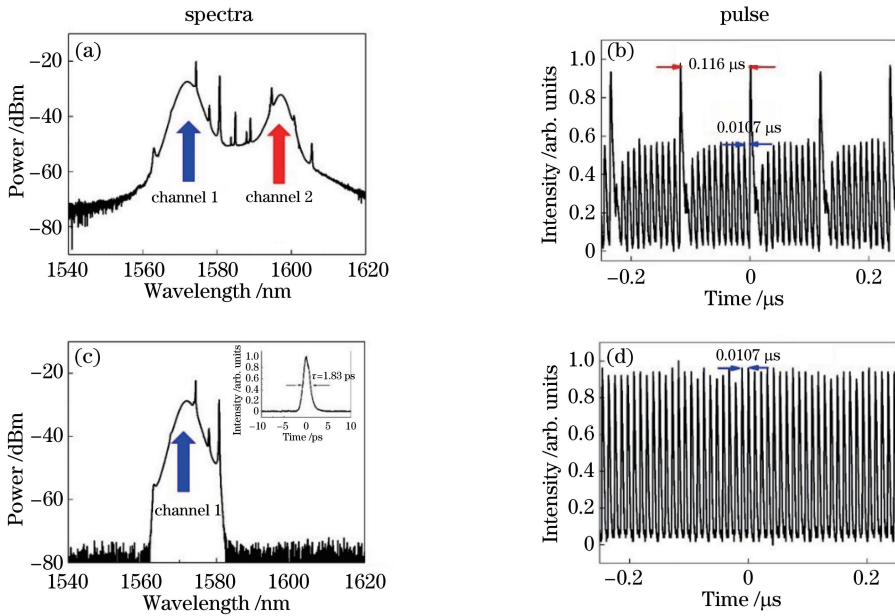 spectra
pulse
(a)
Power /dBm
−20
−40
−60
−80
channel 1
channel 2
1540
1560
1580
1600
1620
Wavelength /nm
(b)
Intensity /arb. units
1.0
0.8
0.6
0.4
0.2
0
0.116 μs
0.0107 μs
−0.2
0
0.2
Time /μs
(c)
Power /dBm
−20
−40
−60
−80
channel 1
1540
1560
1580
1600
1620
Wavelength /nm
Intensity /arb. units
1.0
0.8
0.6
0.4
0.2
0
τ=1.83 ps
−10
−5
0
5
10
Time /ps
(d)
Intensity /arb. units
1.0
0.8
0.6
0.4
0.2
0
0.0107 μs
−0.2
0
0.2
Time /μs